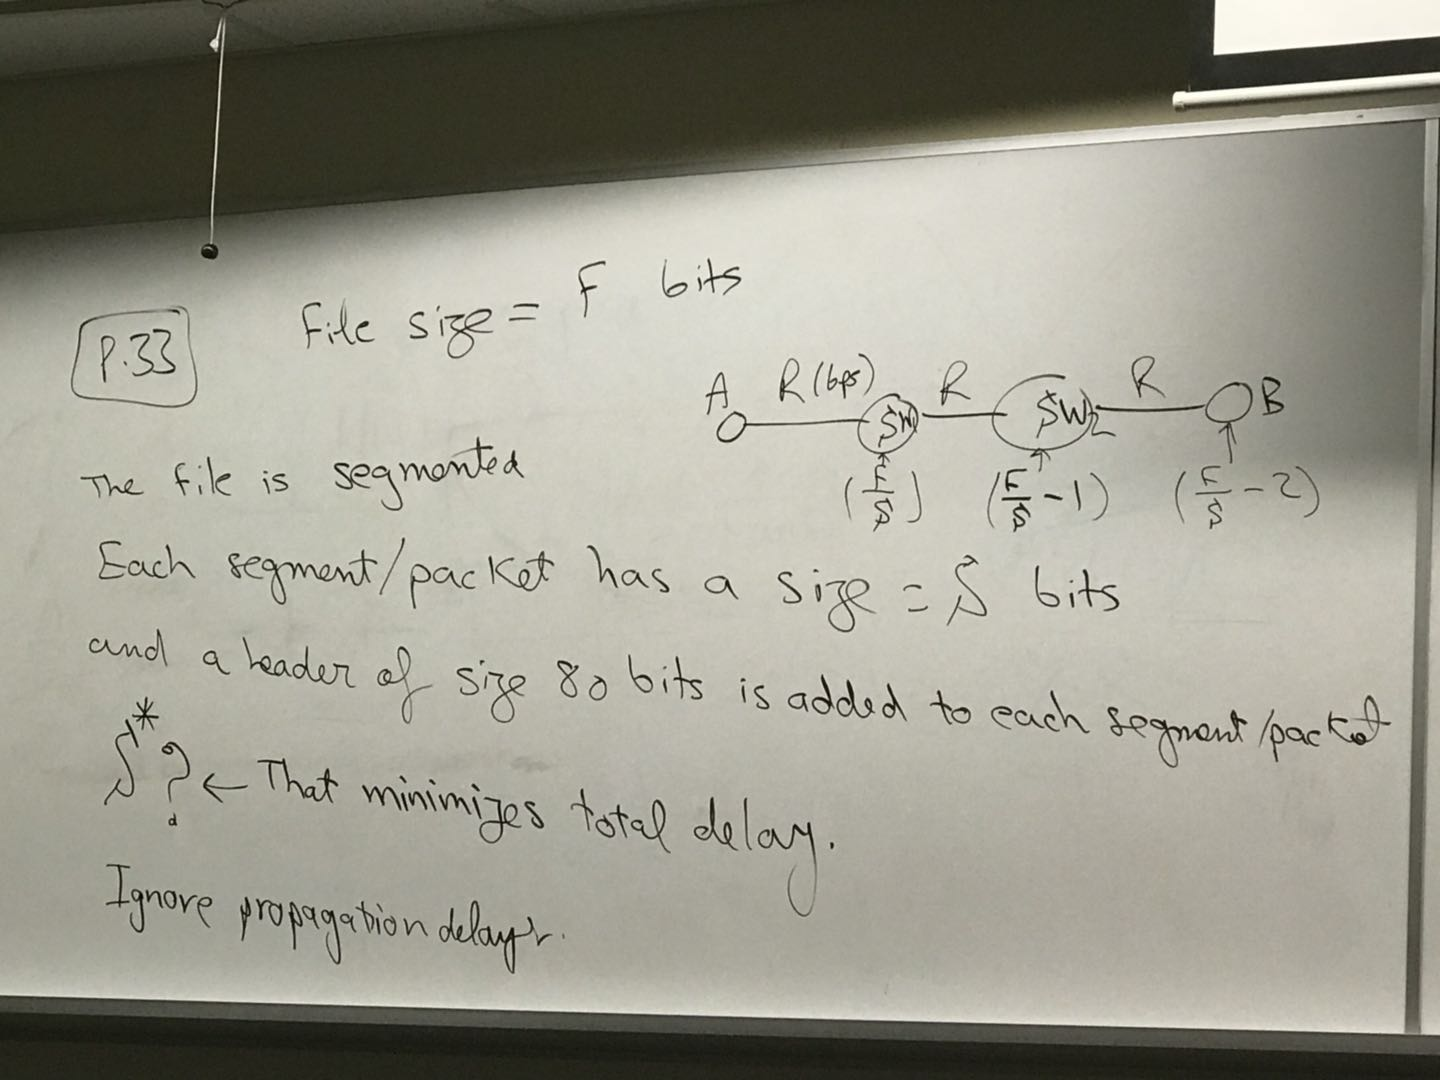 P.33
File size = F bits
A R (bps) SW1 R SW2 R B
(F/S) (F/S - 1) (F/S - 2)
The file is segmented
Each segment/packet has a size = S bits
and a header of size 80 bits is added to each segment/packet
S* ? ← That minimizes total delay.
Ignore propagation delay.